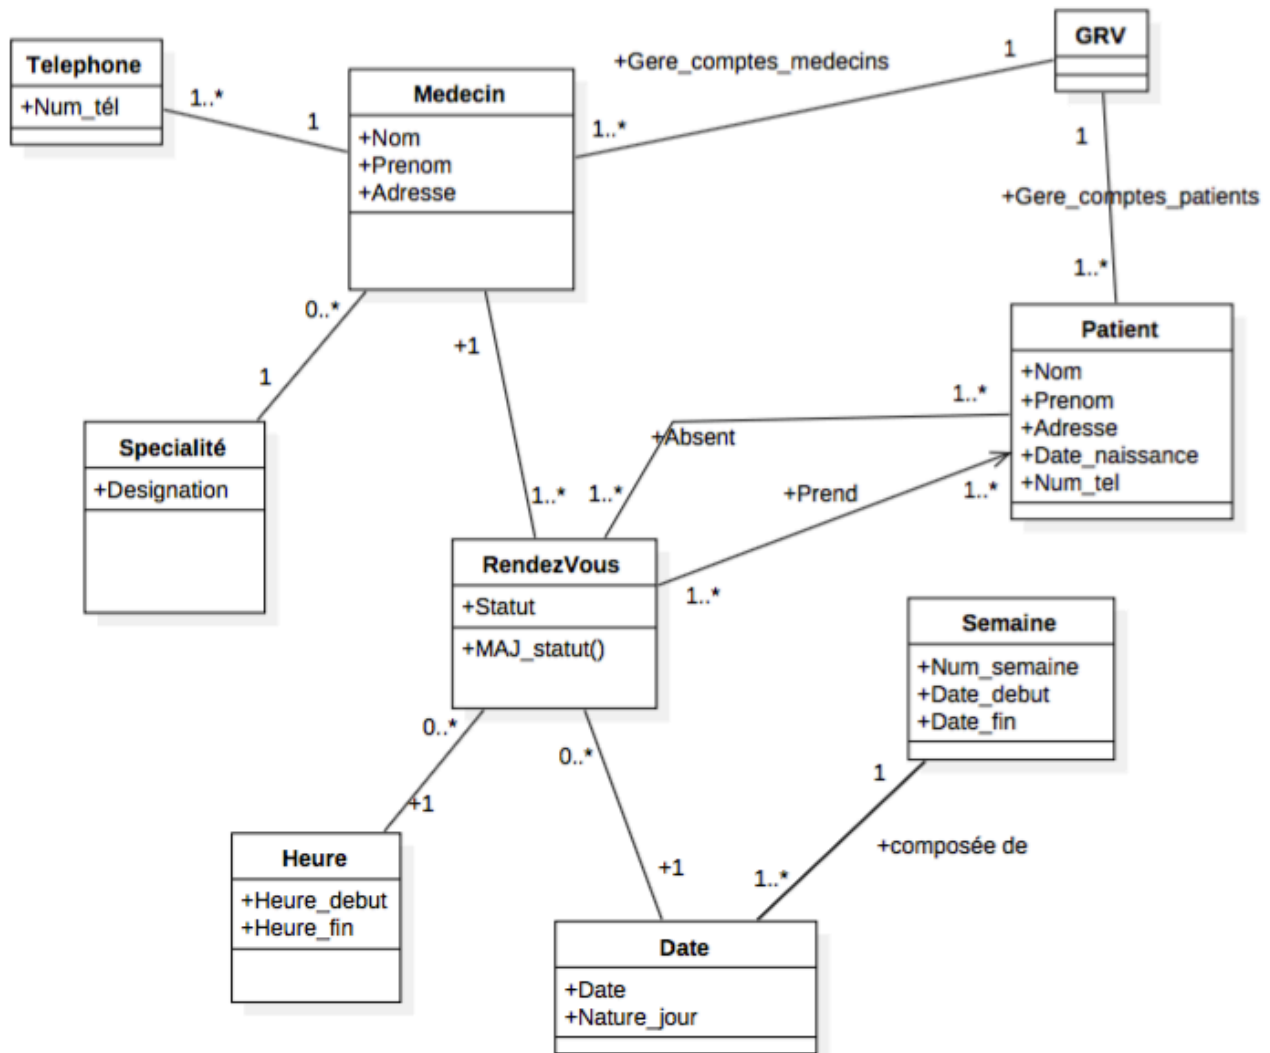 GRV
Telephone
+Num_tél
1..*
1
Medecin
+Nom
+Prenom
+Adresse
+Gere_comptes_medecins
1
1..*
1
+Gere_comptes_patients
1..*
0..*
1
+1
1..*
Specialité
+Designation
Patient
+Nom
+Prenom
+Adresse
+Date_naissance
+Num_tel
1..*
+Absent
1..*
+Prend
1..*
1..*
RendezVous
+Statut
+MAJ_statut()
Semaine
+Num_semaine
+Date_debut
+Date_fin
0..*
+1
0..*
+1
1
+composée de
1..*
Heure
+Heure_debut
+Heure_fin
Date
+Date
+Nature_jour